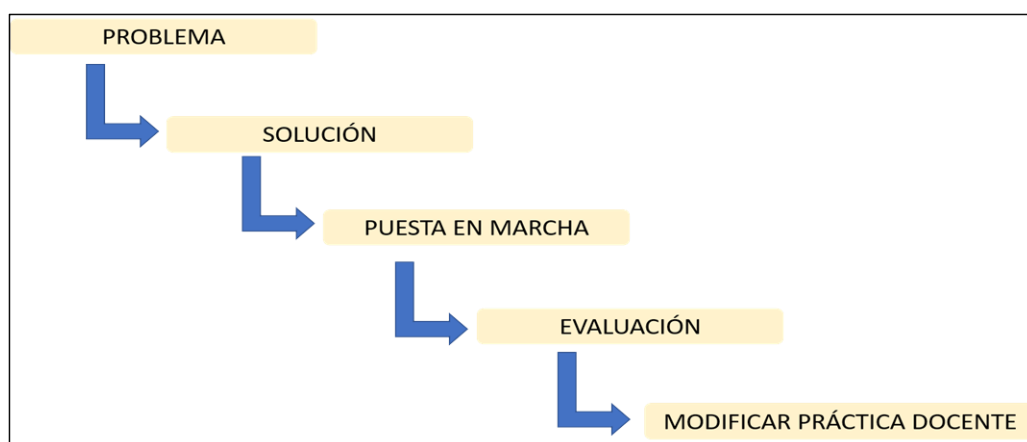 PROBLEMA
SOLUCIÓN
PUESTA EN MARCHA
EVALUACIÓN
MODIFICAR PRÁCTICA DOCENTE